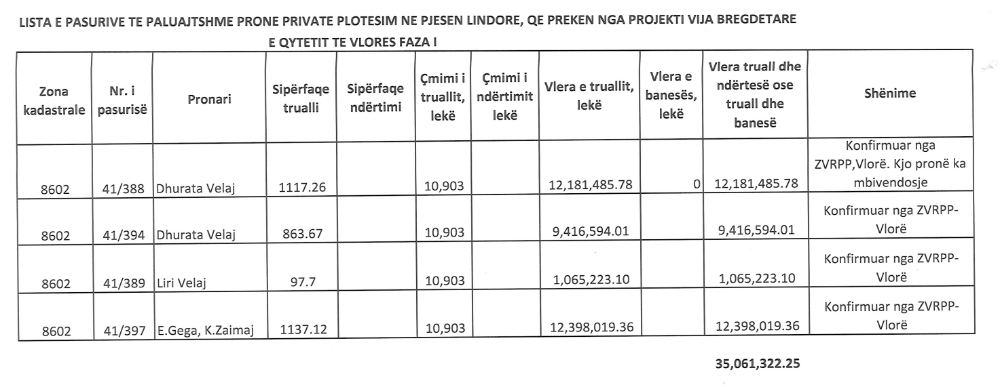 LISTA E PASURIVE TE PALUAJTSHME PRONE PRIVATE PLOTESIM NE PJESEN LINDORE, QE PREKEN NGA PROJEKTI VIJA BREGDETARE
E QYTETIT TE VLORES FAZA I
Zona kadastrale | Nr. i pasurisë | Pronari | Sipërfaqe trualli | Sipërfaqe ndërtimi | Çmimi i truallit, lekë | Çmimi i ndërtimit lekë | Vlera e truallit, lekë | Vlera e banesës, lekë | Vlera truall dhe ndërtesë ose truall dhe banesë | Shënime
8602 | 41/388 | Dhurata Velaj | 1117.26 | | 10,903 | | 12,181,485.78 | 0 | 12,181,485.78 | Konfirmuar nga ZVRPP,Vlorë. Kjo pronë ka mbivendosje
8602 | 41/394 | Dhurata Velaj | 863.67 | | 10,903 | | 9,416,594.01 | | 9,416,594.01 | Konfirmuar nga ZVRPP-Vlorë
8602 | 41/389 | Liri Velaj | 97.7 | | 10,903 | | 1,065,223.10 | | 1,065,223.10 | Konfirmuar nga ZVRPP-Vlorë
8602 | 41/397 | E.Gega, K.Zaimaj | 1137.12 | | 10,903 | | 12,398,019.36 | | 12,398,019.36 | Konfirmuar nga ZVRPP-Vlorë
35,061,322.25